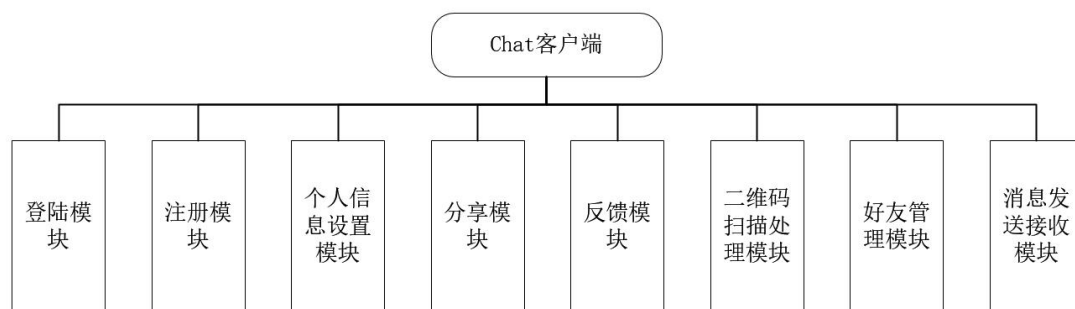 Chat客户端
登陆模
块
注册模
块
个人信
息设置
模块
分享模
块
反馈模
块
二维码
扫描处
理模块
好友管
理模块
消息发
送接收
模块